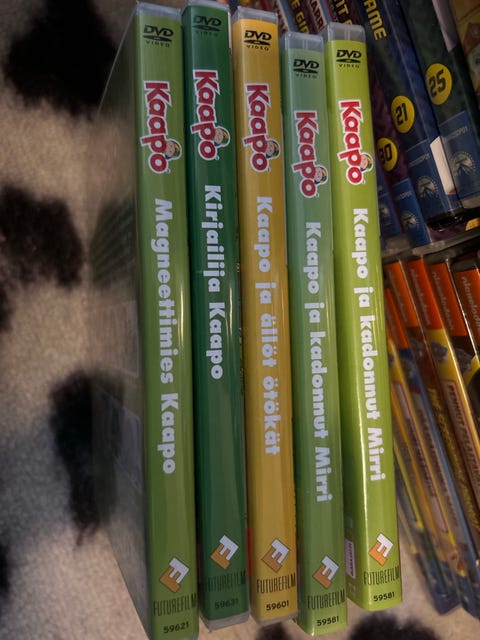 DVD
VIDEO
Kaapo
Magneettimies Kaapo
FUTUREFILM
59621
DVD
VIDEO
Kaapo
Kirjailija Kaapo
FUTUREFILM
59631
DVD
VIDEO
Kaapo
Kaapo ja ällöt ötökät
FUTUREFILM
59601
DVD
VIDEO
Kaapo
Kaapo ja kadonnut Mirri
FUTUREFILM
59581
DVD
VIDEO
Kaapo
Kaapo ja kadonnut Mirri
FUTUREFILM
59581
GAME
20
21
25
nickelodeon